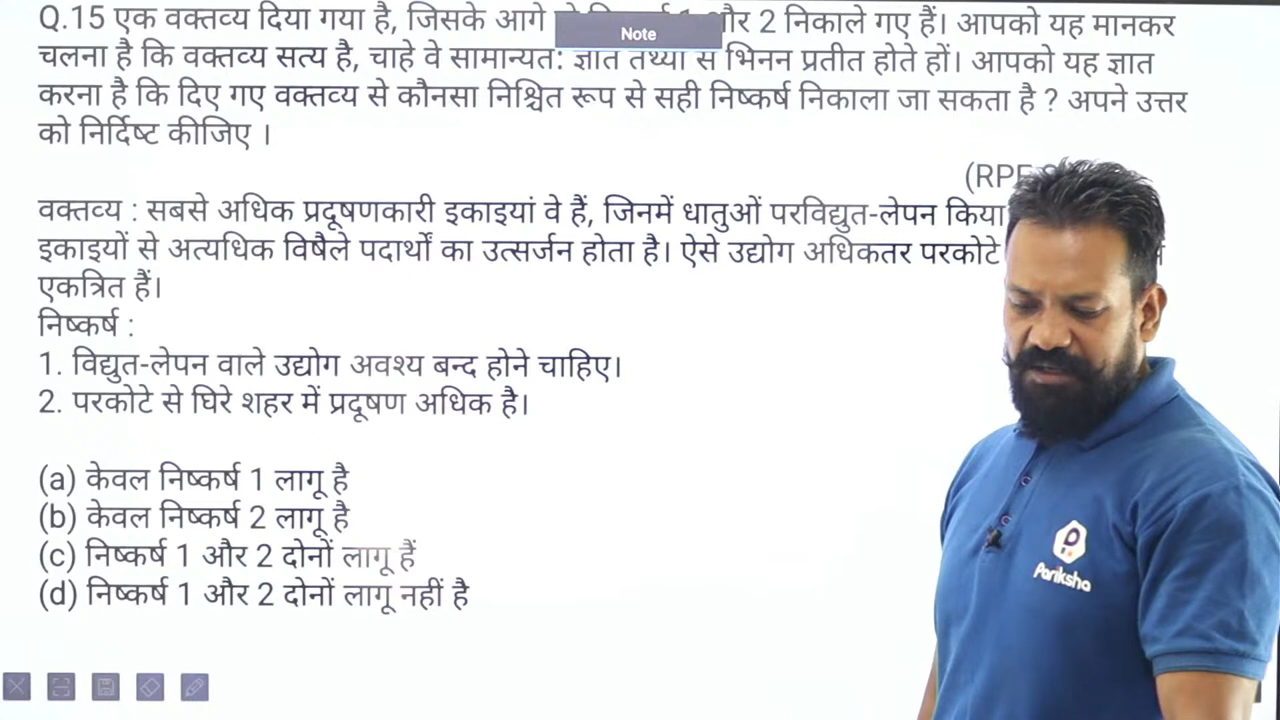 Q.15 एक वक्तव्य दिया गया है, जिसके आगे और 2 निकाले गए हैं। आपको यह मानकर
Note
चलना है कि वक्तव्य सत्य है, चाहे वे सामान्यत: ज्ञात तथ्यों से भिनन प्रतीत होते हों। आपको यह ज्ञात
करना है कि दिए गए वक्तव्य से कौनसा निश्चित रूप से सही निष्कर्ष निकाला जा सकता है ? अपने उत्तर
को निर्दिष्ट कीजिए ।
(RPF
वक्तव्य : सबसे अधिक प्रदूषणकारी इकाइयां वे हैं, जिनमें धातुओं परविद्युत-लेपन किया
इकाइयों से अत्यधिक विषैले पदार्थों का उत्सर्जन होता है। ऐसे उद्योग अधिकतर परकोटे
एकत्रित हैं।
निष्कर्ष :
1. विद्युत-लेपन वाले उद्योग अवश्य बन्द होने चाहिए।
2. परकोटे से घिरे शहर में प्रदूषण अधिक है।
(a) केवल निष्कर्ष 1 लागू है
(b) केवल निष्कर्ष 2 लागू है
(c) निष्कर्ष 1 और 2 दोनों लागू हैं
(d) निष्कर्ष 1 और 2 दोनों लागू नहीं है
Pariksha